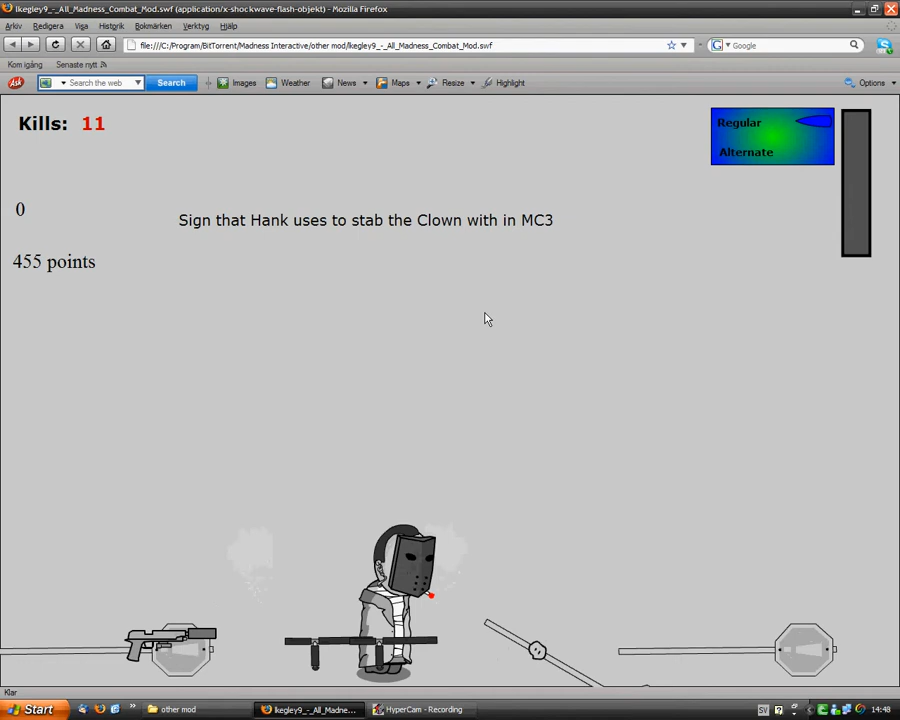 lkegley9_-_All_Madness_Combat_Mod.swf (application/x-shockwave-flash-objekt) - Mozilla Firefox
Arkiv Redigera Visa Historik Bokmärken Verktyg Hjälp
file:///C:/Program/BitTorrent/Madness Interactive/other mod/lkegley9_-_All_Madness_Combat_Mod.swf
G Google
Kom igång Senaste nytt
Ask Search the web Search Images Weather News Maps Resize Highlight Options
Kills: 11
Regular
Alternate
0
Sign that Hank uses to stab the Clown with in MC3
455 points
Klar
Start other mod lkegley9_-_All_Madne... HyperCam - Recording SV 14:48